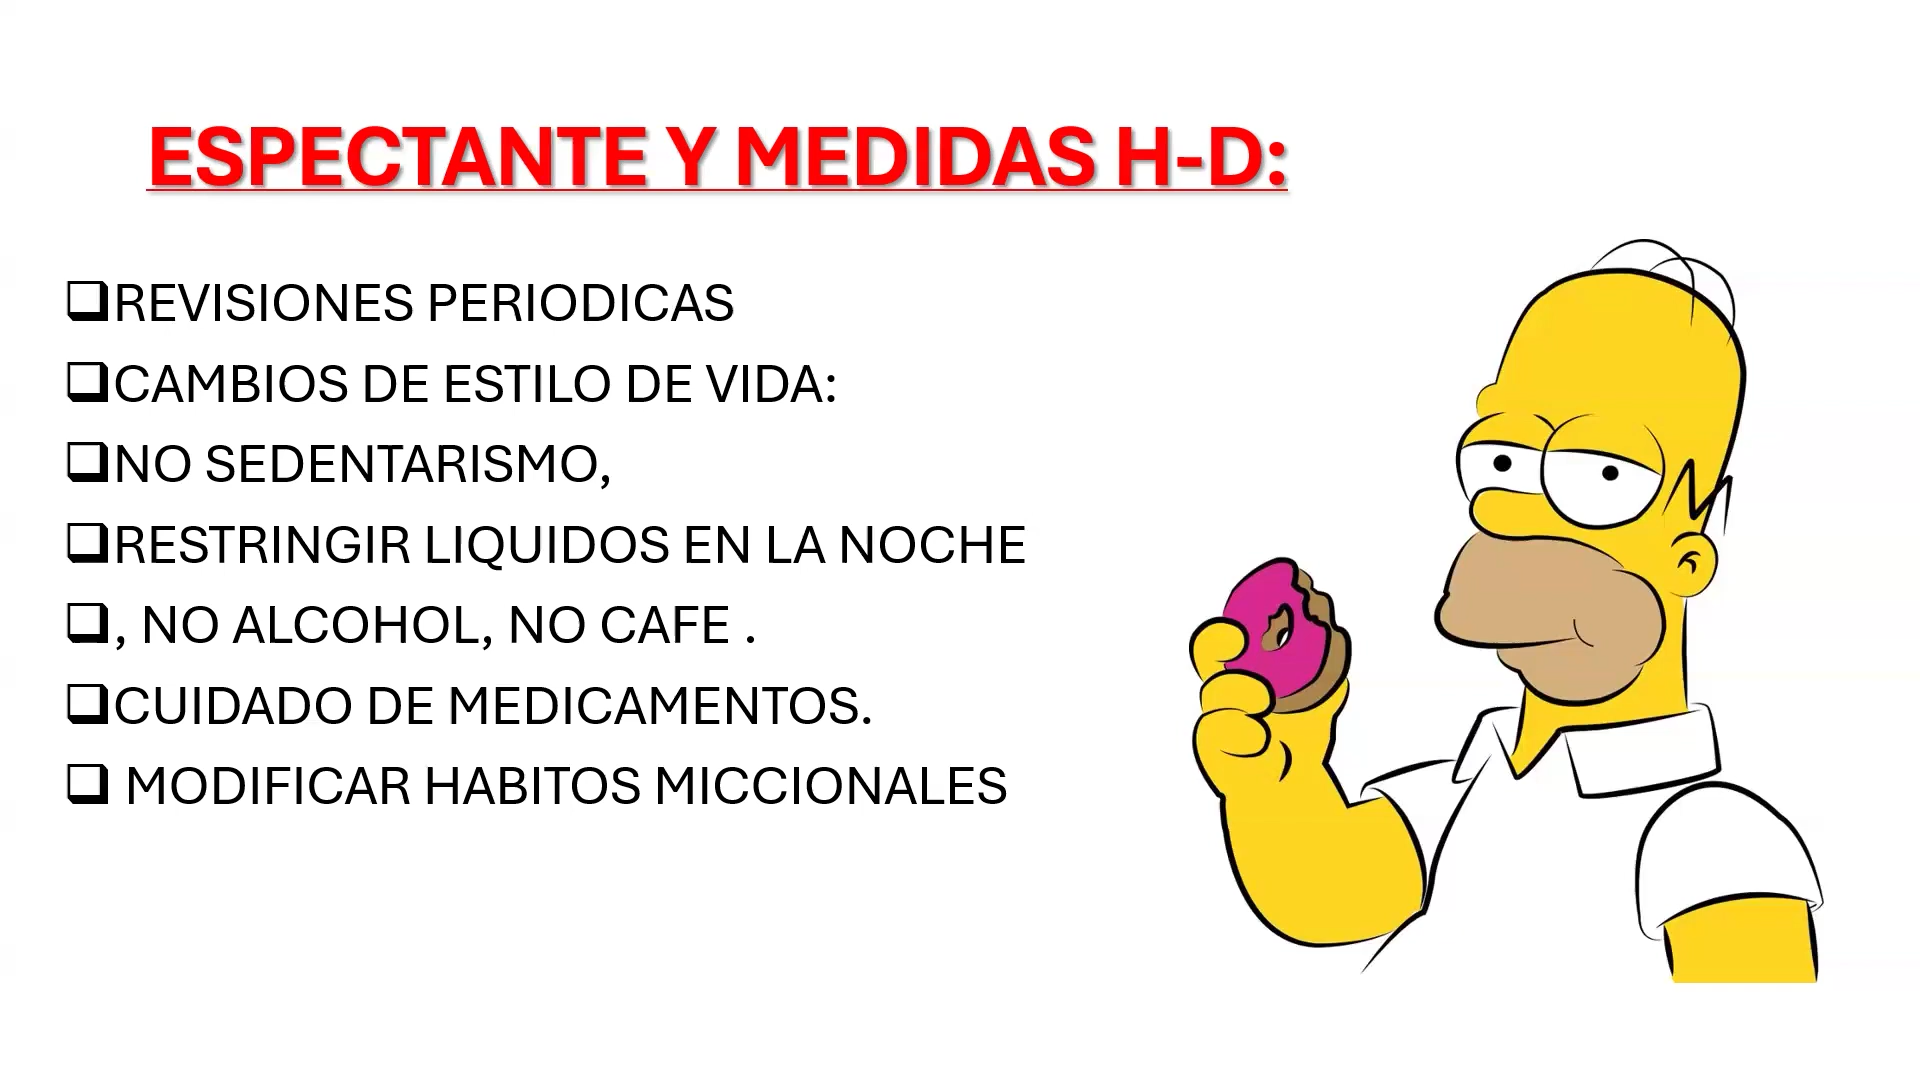 ESPECTANTE Y MEDIDAS H-D:
❑REVISIONES PERIODICAS
❑CAMBIOS DE ESTILO DE VIDA:
❑NO SEDENTARISMO,
❑RESTRINGIR LIQUIDOS EN LA NOCHE
❑, NO ALCOHOL, NO CAFE .
❑CUIDADO DE MEDICAMENTOS.
❑ MODIFICAR HABITOS MICCIONALES